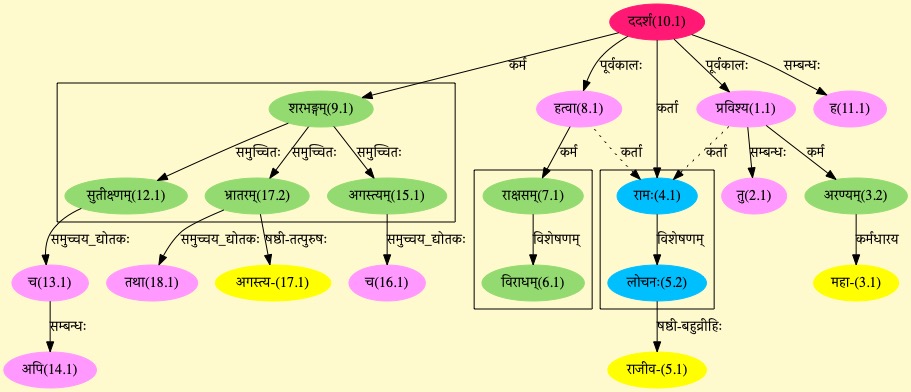 ददर्श(10.1)
कर्म पूर्वकालः कर्ता पूर्वकालः सम्बन्धः
शरभङ्गम्(9.1) हत्वा(8.1) प्रविश्य(1.1) ह(11.1)
समुच्चितः समुच्चितः समुच्चितः कर्म कर्ता कर्ता सम्बन्धः कर्म
सुतीक्ष्णम्(12.1) भ्रातरम्(17.2) अगस्त्यम्(15.1) राक्षसम्(7.1) रामः(4.1) तु(2.1) अरण्यम्(3.2)
समुच्चय_द्योतकः समुच्चय_द्योतकः षष्ठी-तत्पुरुषः समुच्चय_द्योतकः विशेषणम् विशेषणम् कर्मधारय
च(13.1) तथा(18.1) अगस्त्य-(17.1) च(16.1) विराधम्(6.1) लोचनः(5.2) महा-(3.1)
सम्बन्धः षष्ठी-बहुव्रीहिः
अपि(14.1) राजीव-(5.1)